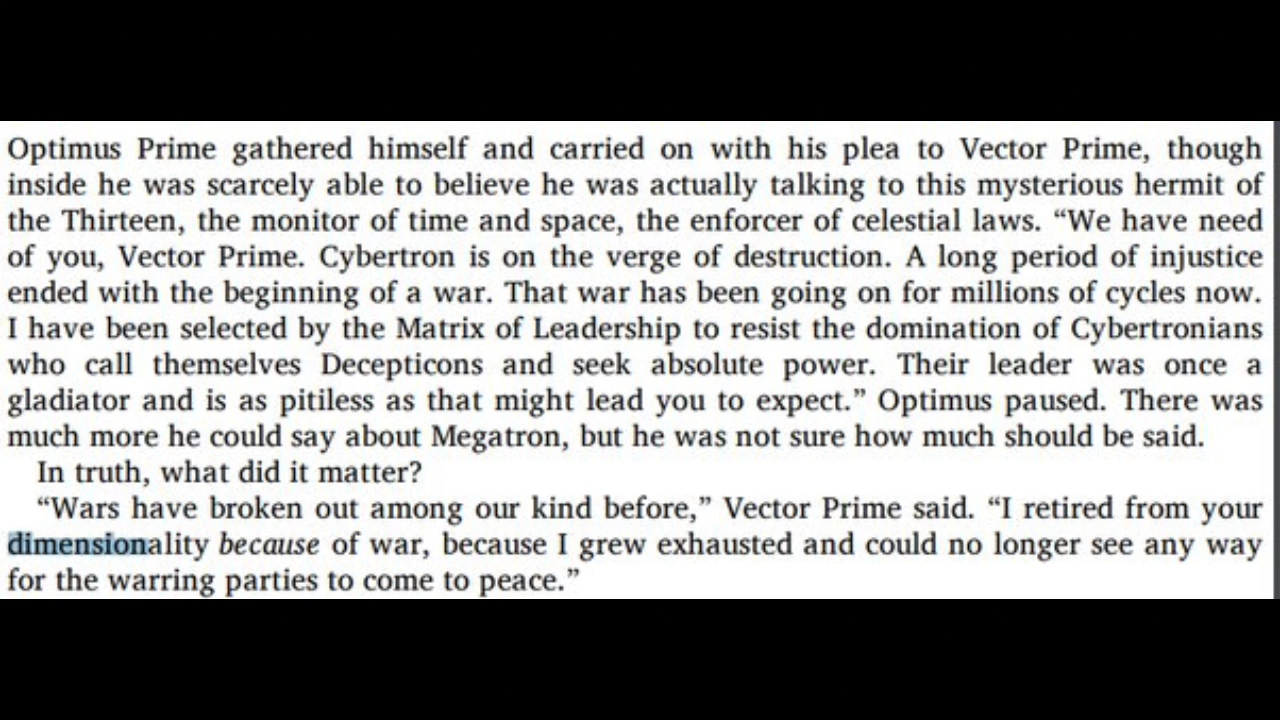 Optimus Prime gathered himself and carried on with his plea to Vector Prime, though
inside he was scarcely able to believe he was actually talking to this mysterious hermit of
the Thirteen, the monitor of time and space, the enforcer of celestial laws. “We have need
of you, Vector Prime. Cybertron is on the verge of destruction. A long period of injustice
ended with the beginning of a war. That war has been going on for millions of cycles now.
I have been selected by the Matrix of Leadership to resist the domination of Cybertronians
who call themselves Decepticons and seek absolute power. Their leader was once a
gladiator and is as pitiless as that might lead you to expect.” Optimus paused. There was
much more he could say about Megatron, but he was not sure how much should be said.
In truth, what did it matter?
“Wars have broken out among our kind before,” Vector Prime said. “I retired from your
dimensionality because of war, because I grew exhausted and could no longer see any way
for the warring parties to come to peace.”